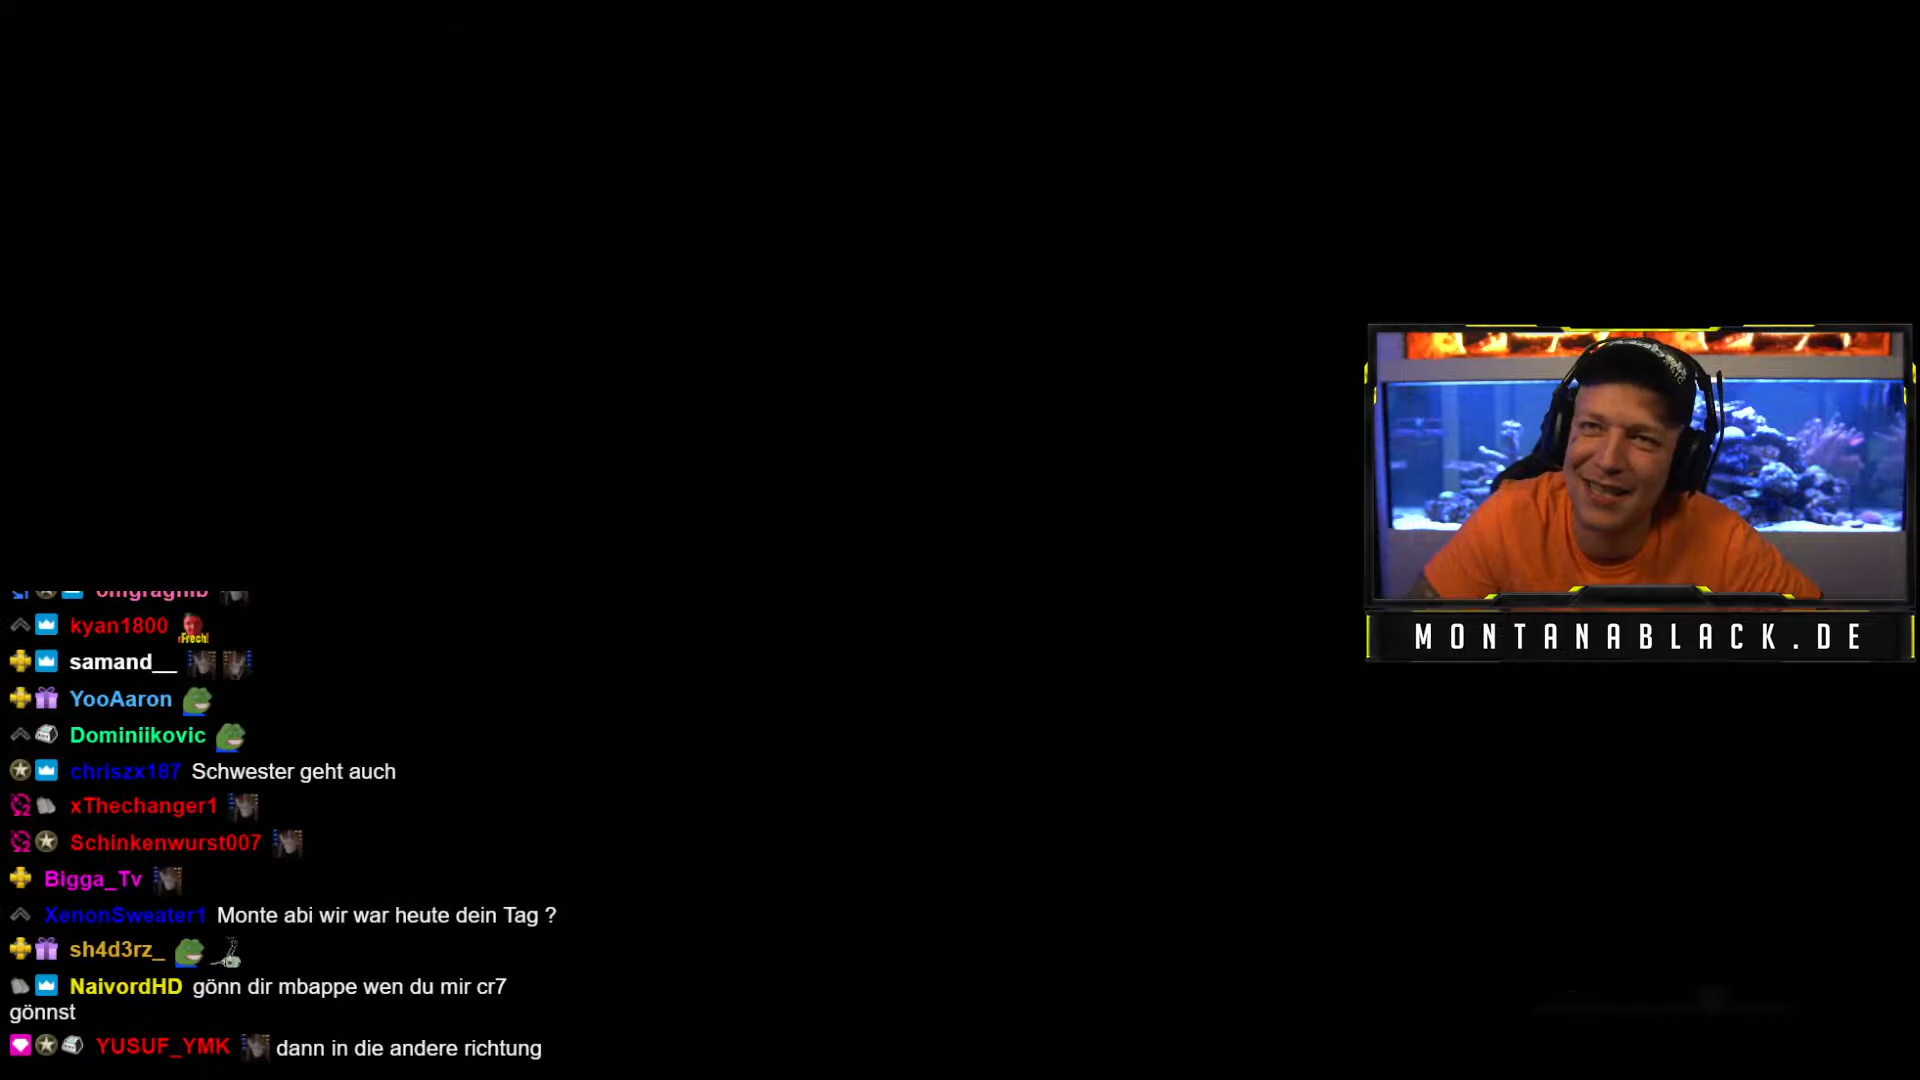 kyan1800
Frech!
samand__
YooAaron
Dominiikovic
chriszx187 Schwester geht auch
MONTANABLACK.DE
xThechanger1
Schinkenwurst007
Bigga_Tv
XenonSweater1 Monte abi wir war heute dein Tag ?
sh4d3rz_
NaivordHD gönn dir mbappe wen du mir cr7
gönnst
YUSUF_YMK dann in die andere richtung